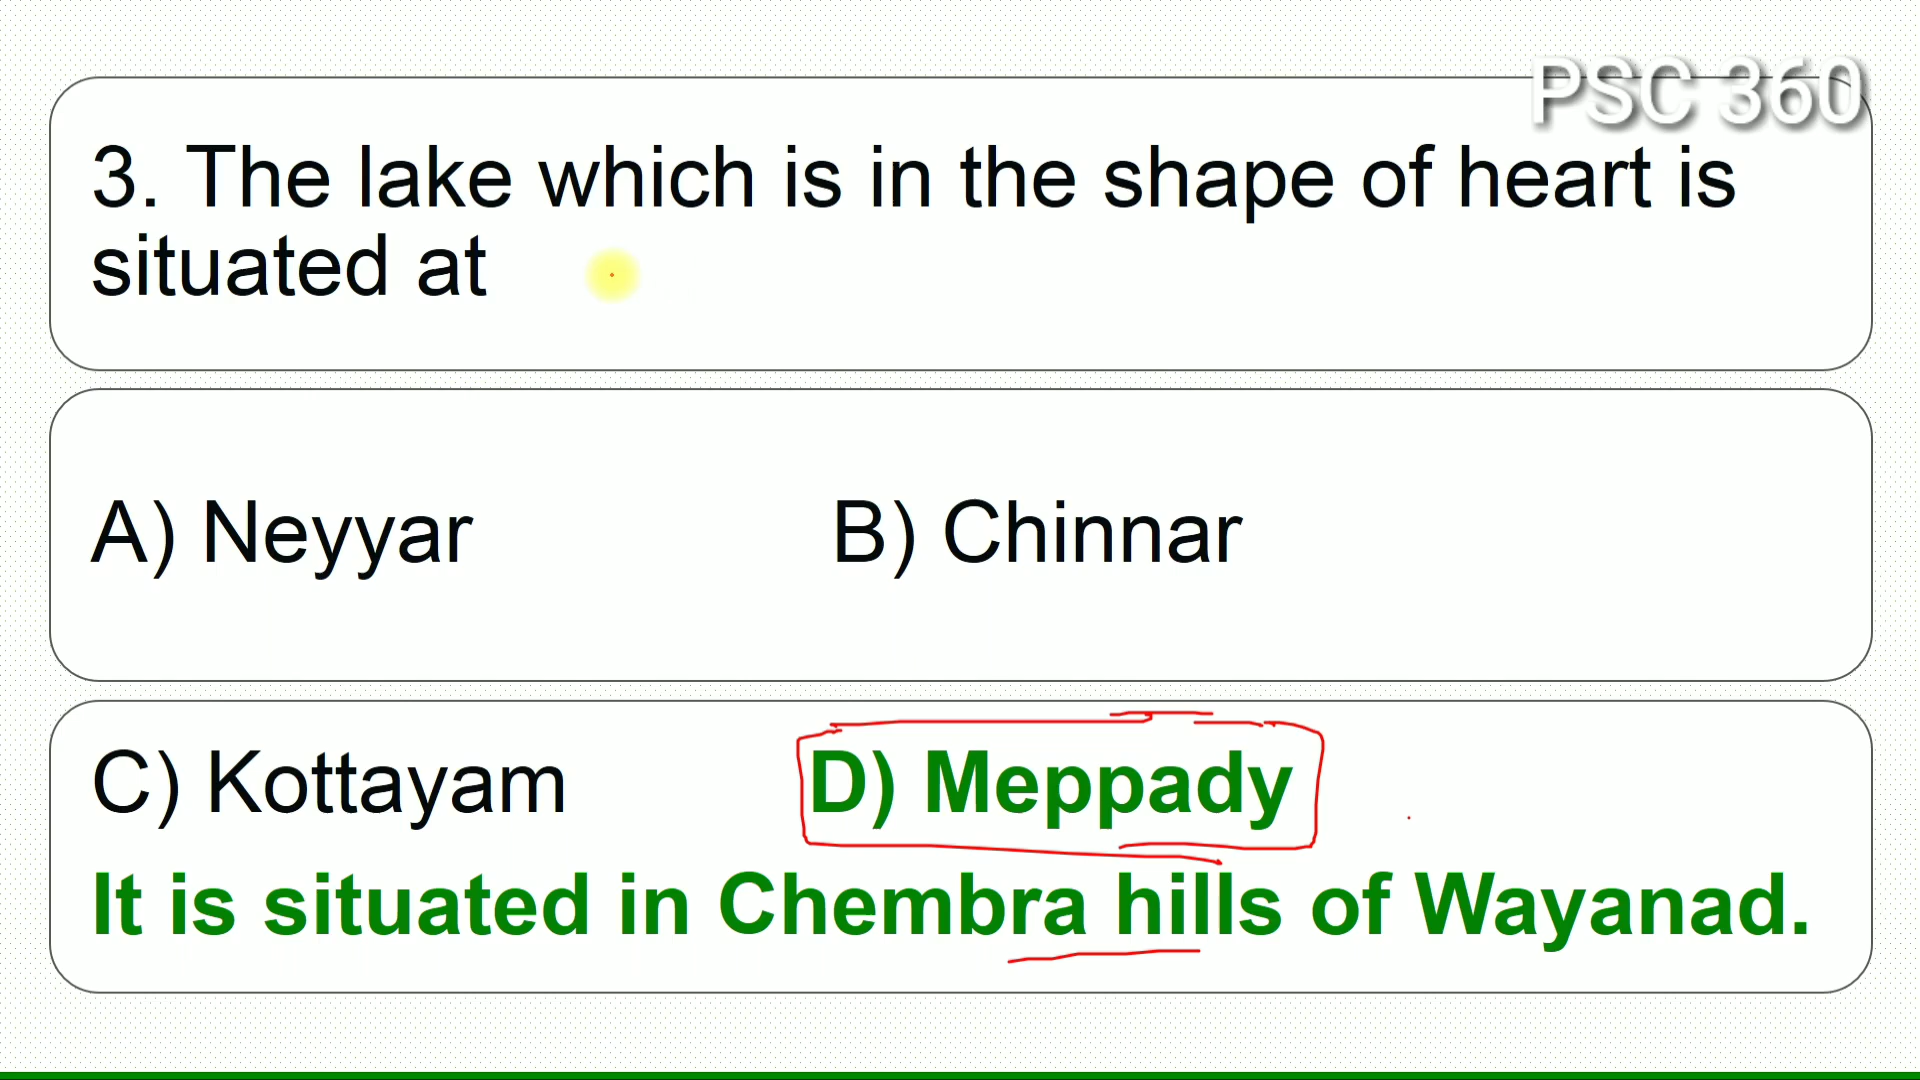 PSC 360
3. The lake which is in the shape of heart is
situated at
A) Neyyar B) Chinnar
C) Kottayam D) Meppady
It is situated in Chembra hills of Wayanad.